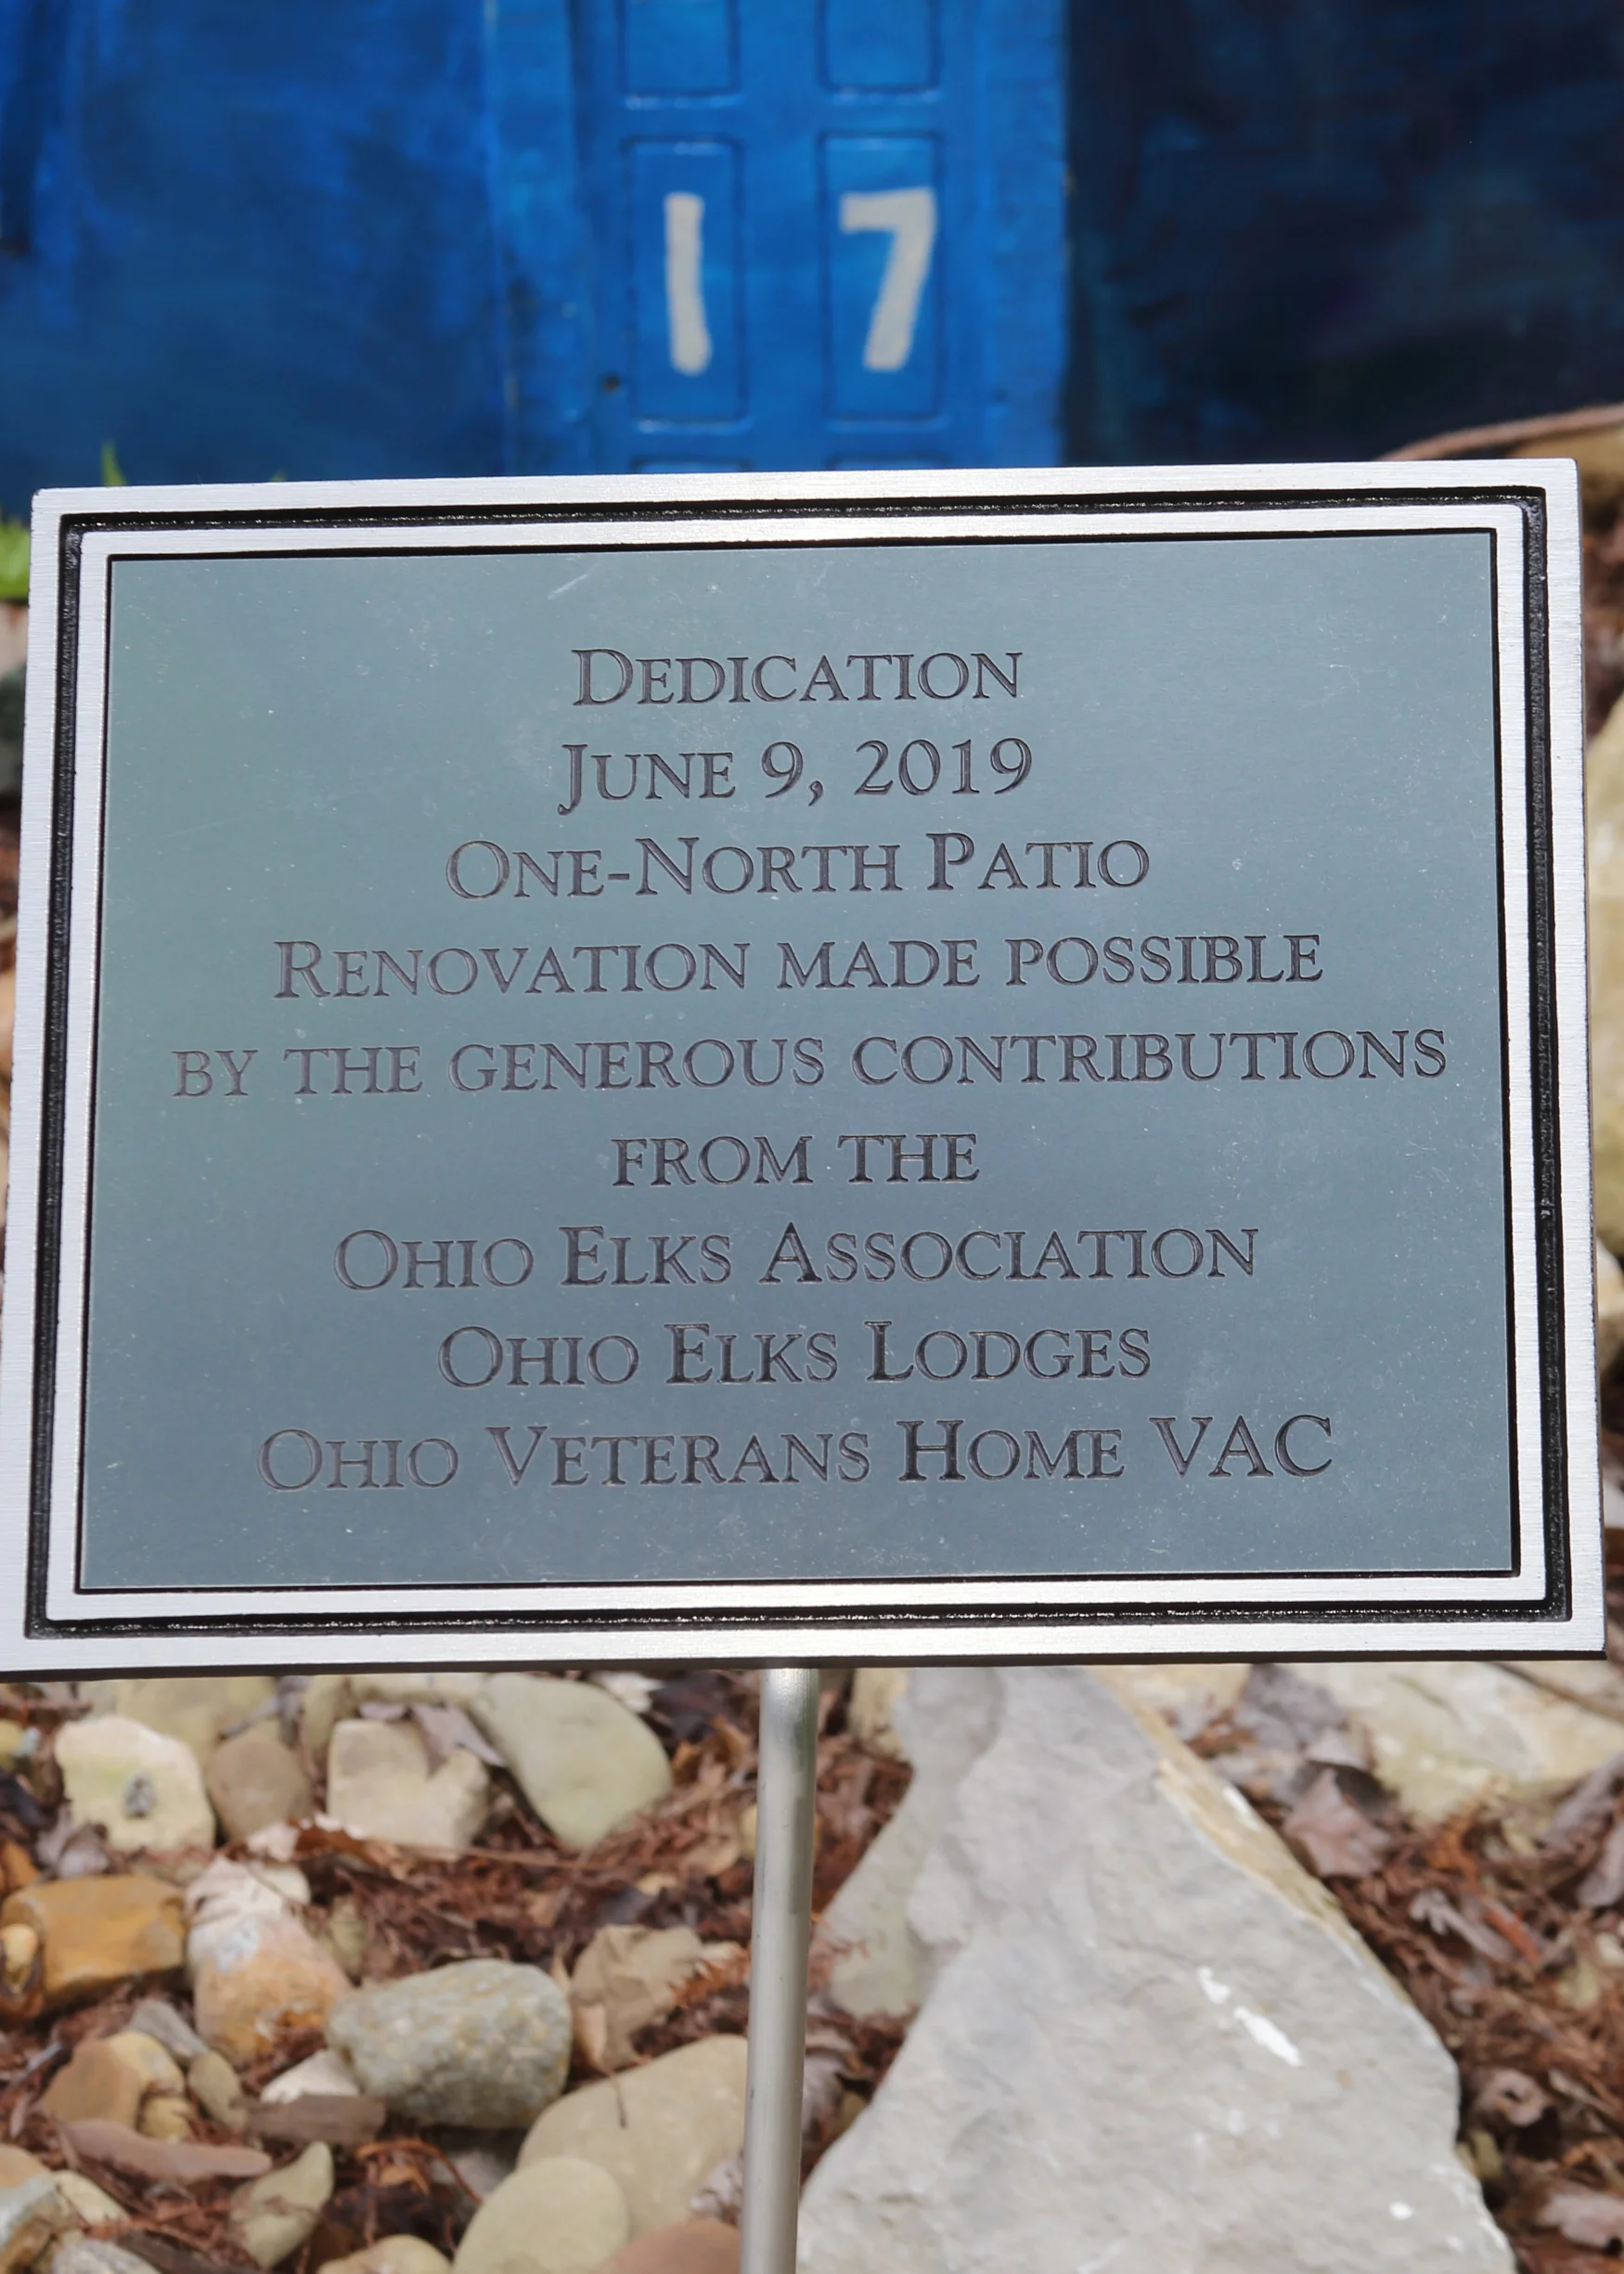 17
DEDICATION
JUNE 9, 2019
ONE-NORTH PATIO
RENOVATION MADE POSSIBLE
BY THE GENEROUS CONTRIBUTIONS
FROM THE
OHIO ELKS ASSOCIATION
OHIO ELKS LODGES
OHIO VETERANS HOME VAC